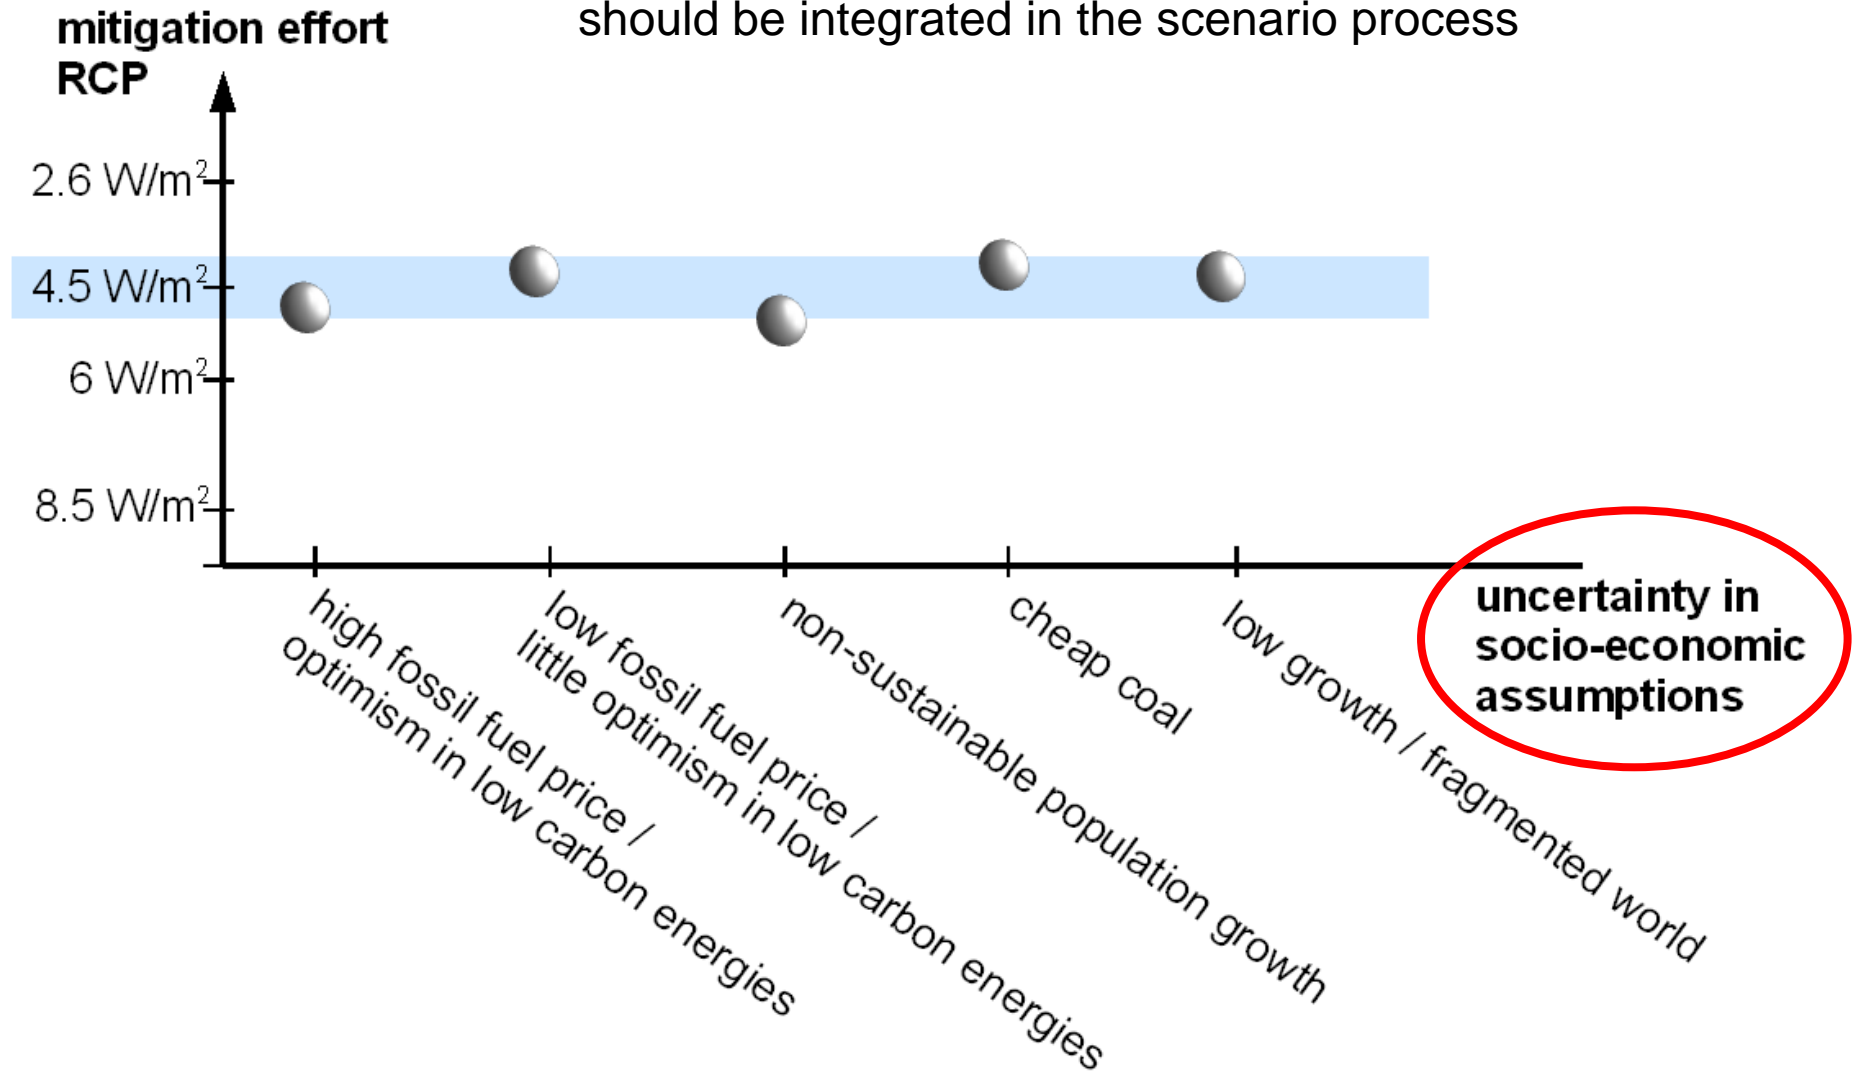 should be integrated in the scenario process
mitigation effort
RCP
2.6 W/m²
4.5 W/m²
6 W/m²
8.5 W/m²
high fossil fuel price /
optimism in low carbon energies
low fossil fuel price /
little optimism in low carbon energies
non-sustainable population growth
cheap coal
low growth / fragmented world
uncertainty in
socio-economic
assumptions